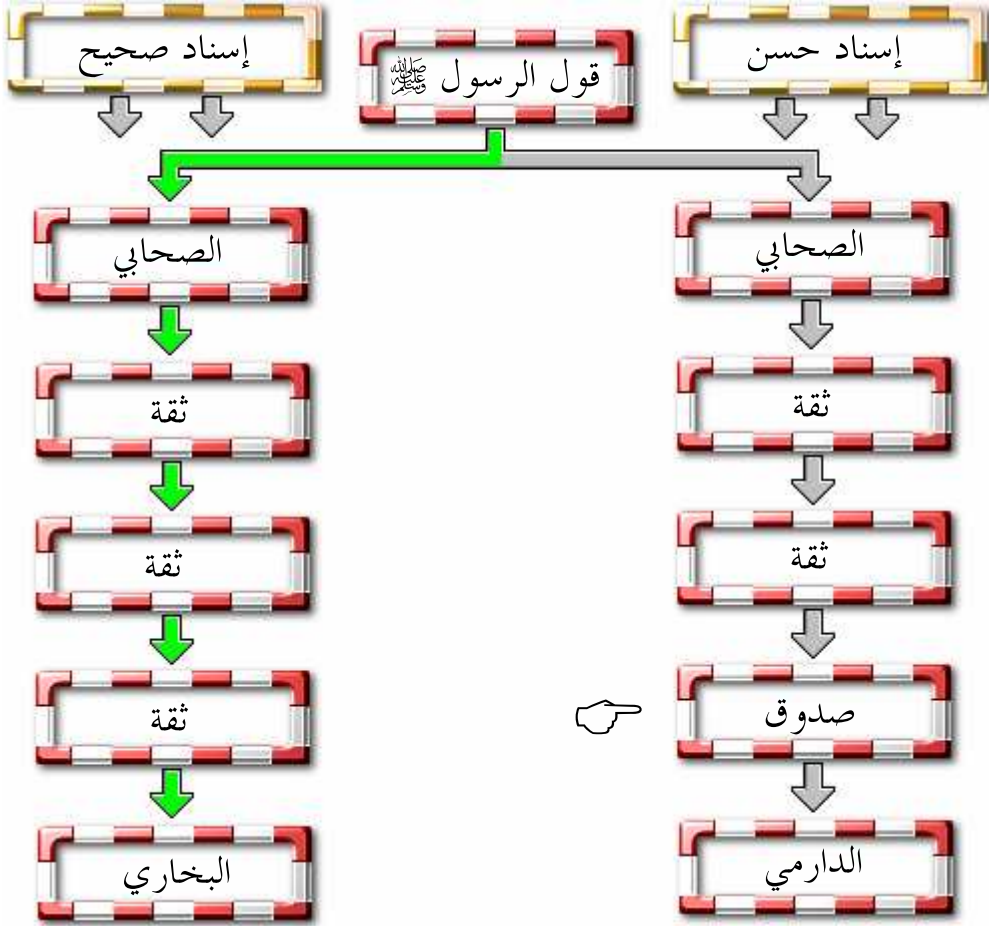 إسناد حسن
قول الرسول ﷺ
إسناد صحيح
الصحابي
الصحابي
ثقة
ثقة
ثقة
ثقة
صدوق
ثقة
الدارمي
البخاري